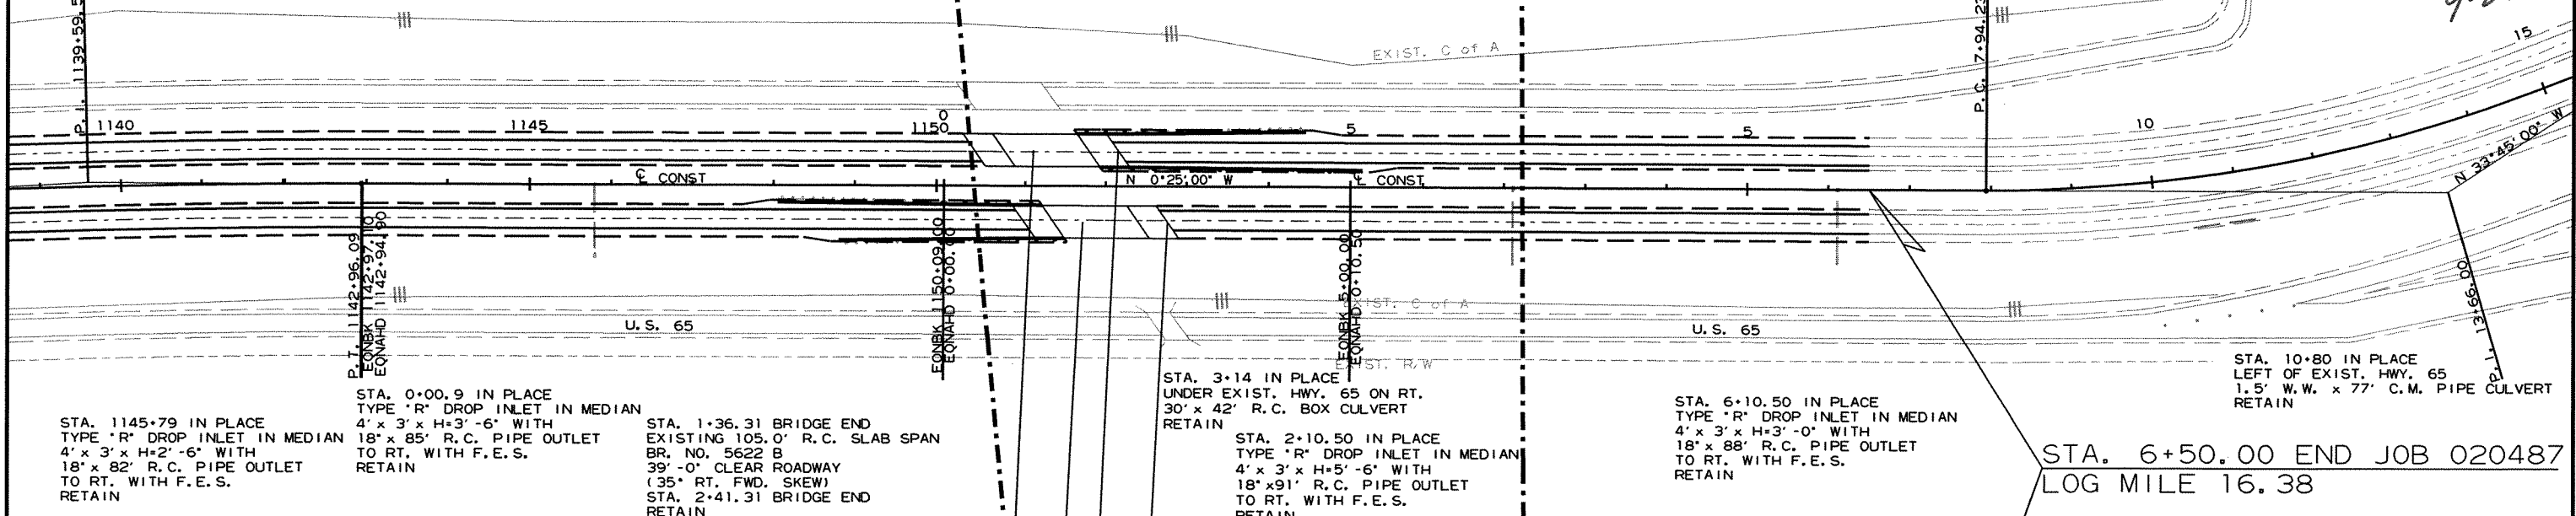 P. I. 1139+59.5
EXIST. C of A
P. C. 7+94.23
15
1140
1145
1150
0
5
5
10
℄ CONST
N 0°25'00" W
℄ CONST.
N 33°45'00" W
P. T. 1142+96.09
EQNBK 1142+97.10
EQNAHD 1142+94.90
EQNBK 1150+09.00
EQNAHD 0+00.00
EQNBK 5+00.00
EQNAHD 0+10.50
EXIST. C of A
U.S. 65
U.S. 65
EXIST. R/W
P. I. 13+66.00
STA. 1145+79 IN PLACE
TYPE "R" DROP INLET IN MEDIAN
4' x 3' x H=2'-6" WITH
18" x 82' R.C. PIPE OUTLET
TO RT. WITH F.E.S.
RETAIN
STA. 0+00.9 IN PLACE
TYPE "R" DROP INLET IN MEDIAN
4' x 3' x H=3'-6" WITH
18" x 85' R.C. PIPE OUTLET
TO RT. WITH F.E.S.
RETAIN
STA. 1+36.31 BRIDGE END
EXISTING 105.0' R.C. SLAB SPAN
BR. NO. 5622 B
39'-0" CLEAR ROADWAY
(35° RT. FWD. SKEW)
STA. 2+41.31 BRIDGE END
RETAIN
STA. 3+14 IN PLACE
UNDER EXIST. HWY. 65 ON RT.
30' x 42' R.C. BOX CULVERT
RETAIN
STA. 2+10.50 IN PLACE
TYPE "R" DROP INLET IN MEDIAN
4' x 3' x H=5'-6" WITH
18" x91' R.C. PIPE OUTLET
TO RT. WITH F.E.S.
RETAIN
STA. 6+10.50 IN PLACE
TYPE "R" DROP INLET IN MEDIAN
4' x 3' x H=3'-0" WITH
18" x 88' R.C. PIPE OUTLET
TO RT. WITH F.E.S.
RETAIN
STA. 10+80 IN PLACE
LEFT OF EXIST. HWY. 65
1.5' W.W. x 77' C.M. PIPE CULVERT
RETAIN
STA. 6+50.00 END JOB 020487
LOG MILE 16.38